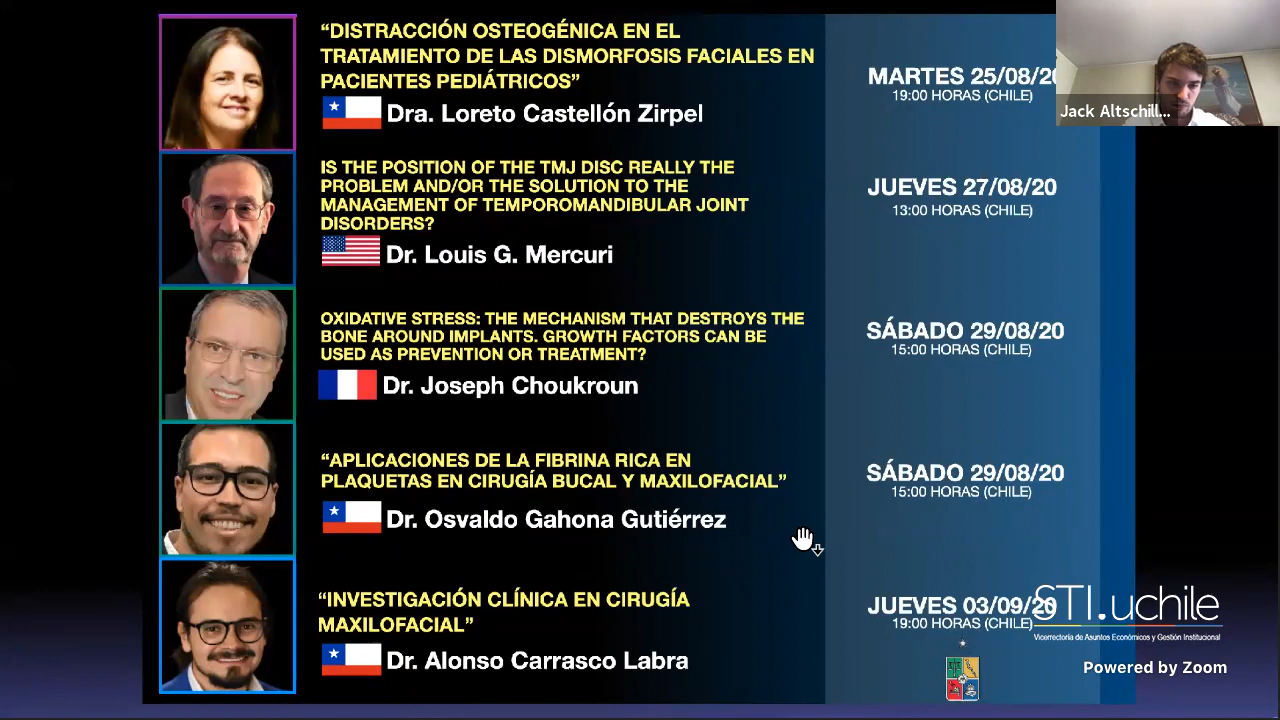 “DISTRACCIÓN OSTEOGÉNICA EN EL
TRATAMIENTO DE LAS DISMORFOSIS FACIALES EN
PACIENTES PEDIÁTRICOS”
Dra. Loreto Castellón Zirpel
MARTES 25/08/20
19:00 HORAS (CHILE)
Jack Altschill...
IS THE POSITION OF THE TMJ DISC REALLY THE
PROBLEM AND/OR THE SOLUTION TO THE
MANAGEMENT OF TEMPOROMANDIBULAR JOINT
DISORDERS?
Dr. Louis G. Mercuri
JUEVES 27/08/20
13:00 HORAS (CHILE)
OXIDATIVE STRESS: THE MECHANISM THAT DESTROYS THE
BONE AROUND IMPLANTS. GROWTH FACTORS CAN BE
USED AS PREVENTION OR TREATMENT?
Dr. Joseph Choukroun
SÁBADO 29/08/20
15:00 HORAS (CHILE)
“APLICACIONES DE LA FIBRINA RICA EN
PLAQUETAS EN CIRUGÍA BUCAL Y MAXILOFACIAL”
Dr. Osvaldo Gahona Gutiérrez
SÁBADO 29/08/20
15:00 HORAS (CHILE)
“INVESTIGACIÓN CLÍNICA EN CIRUGÍA
MAXILOFACIAL”
Dr. Alonso Carrasco Labra
JUEVES 03/09/20
19:00 HORAS (CHILE)
STI.uchile
Vicerrectoría de Asuntos Económicos y Gestión Institucional
Powered by Zoom